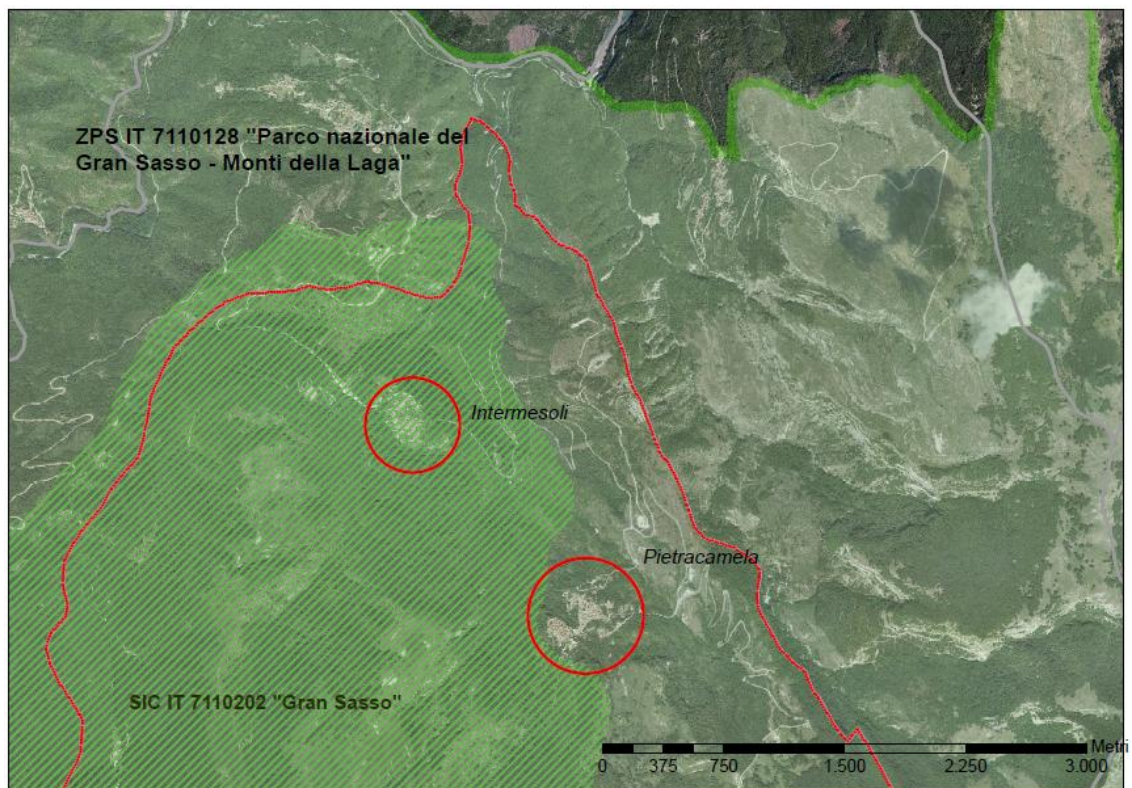 ZPS IT 7110128 "Parco nazionale del
Gran Sasso - Monti della Laga"
Intermesoli
Pietracamela
SIC IT 7110202 "Gran Sasso"
Metri
0 375 750 1.500 2.250 3.000